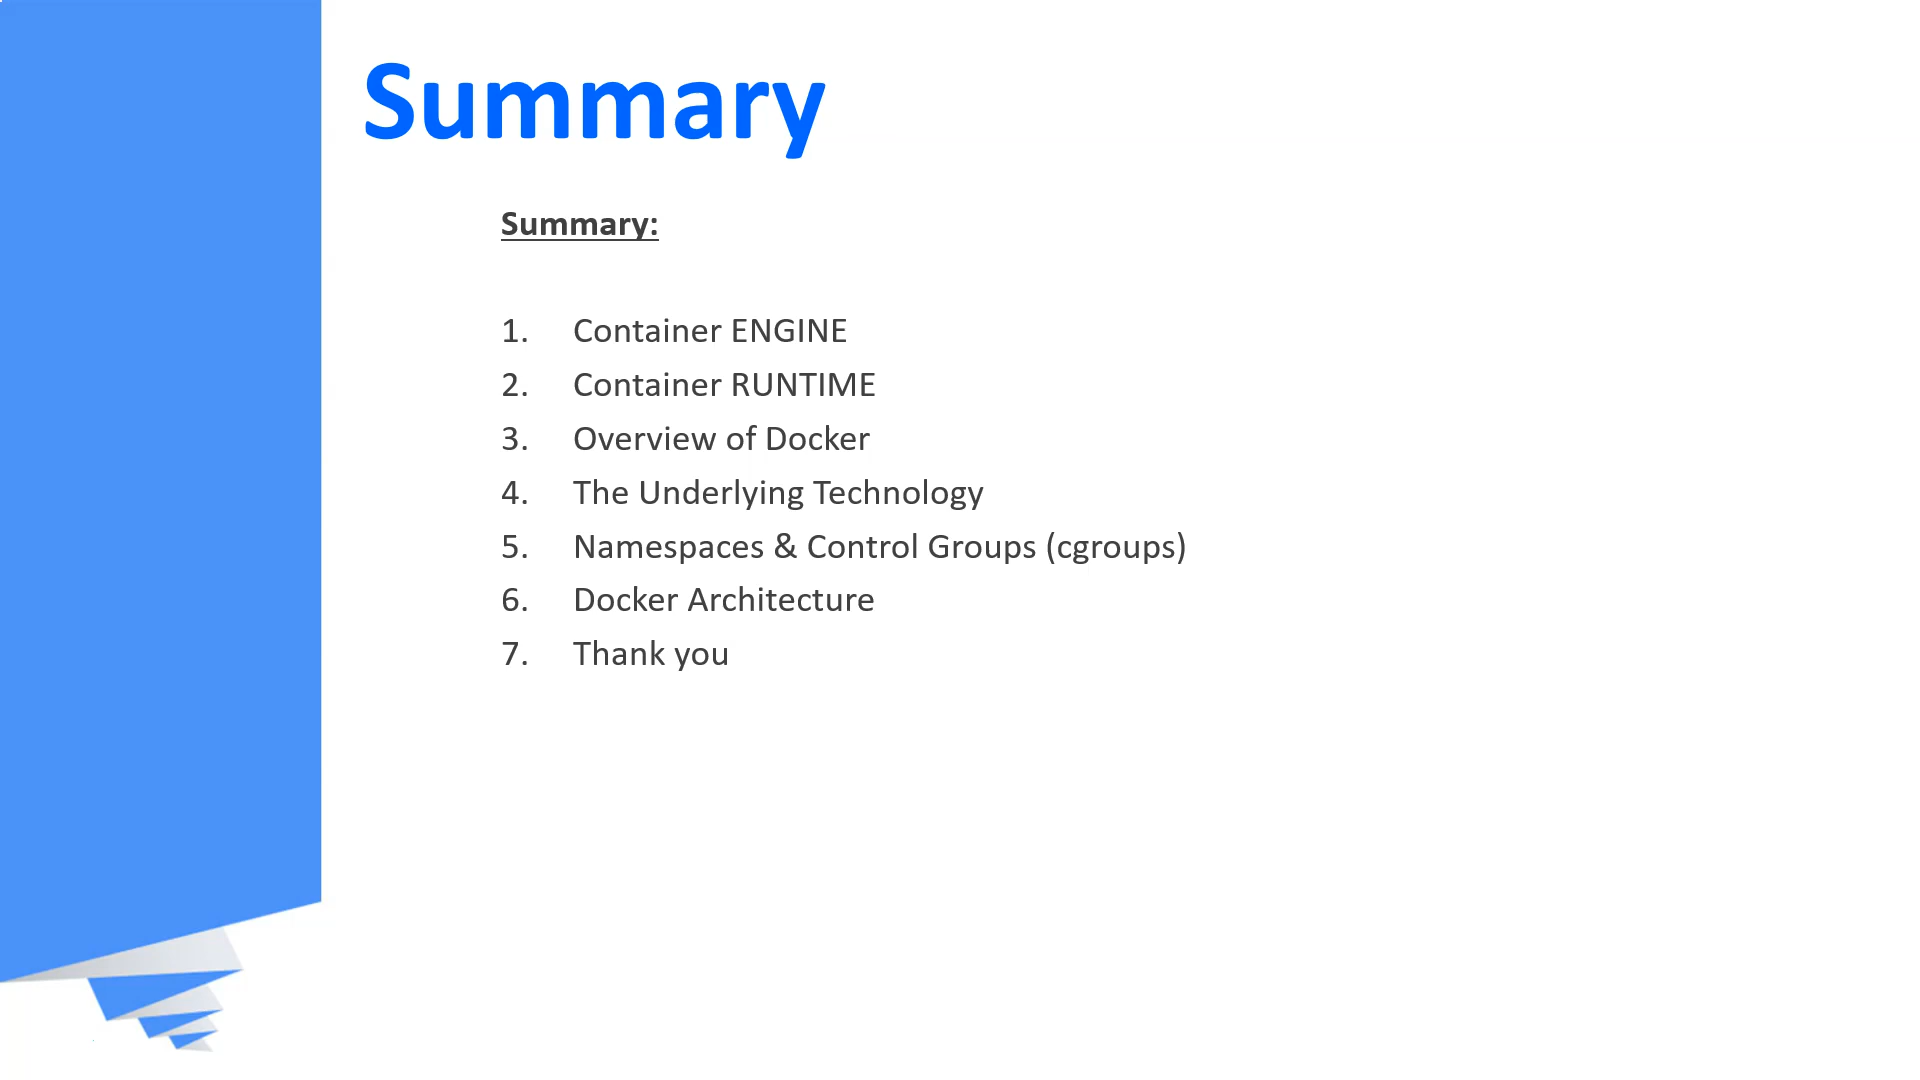 Summary
Summary:
1. Container ENGINE
2. Container RUNTIME
3. Overview of Docker
4. The Underlying Technology
5. Namespaces & Control Groups (cgroups)
6. Docker Architecture
7. Thank you